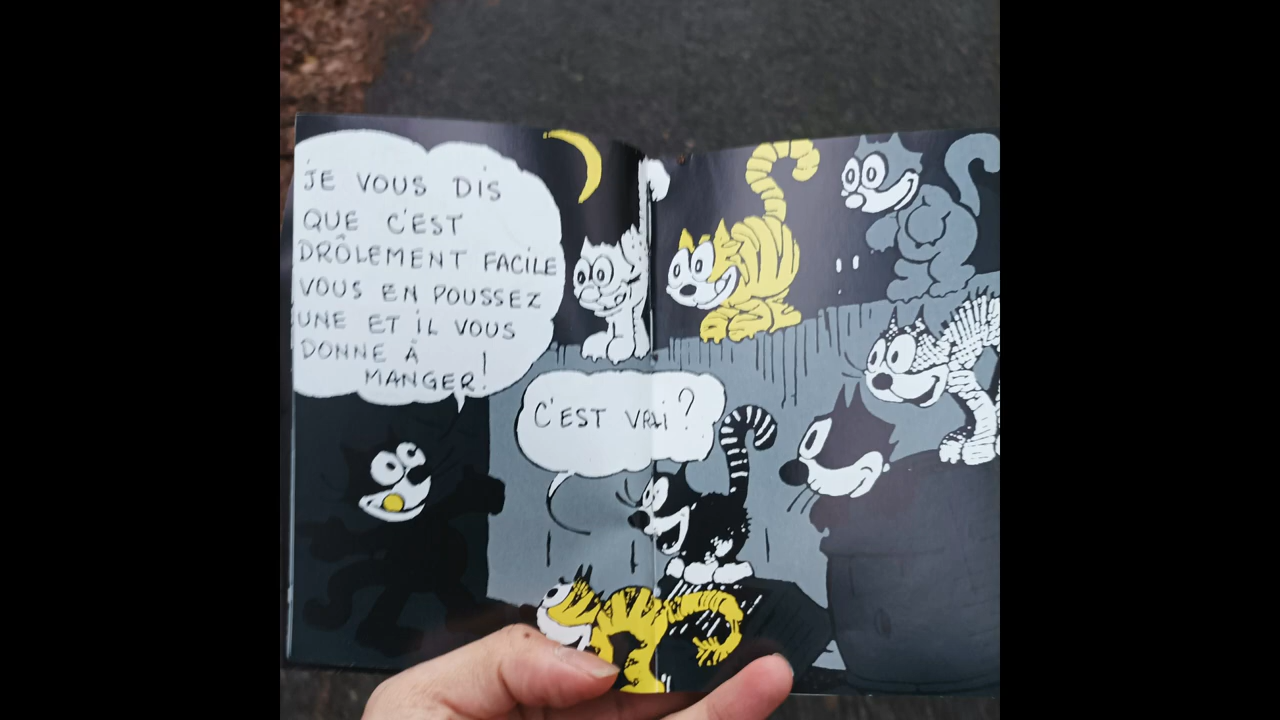 JE VOUS DIS
QUE C'EST
DRÔLEMENT FACILE
VOUS EN POUSSEZ
UNE ET IL VOUS
DONNE À
MANGER!
C'EST VRAI?